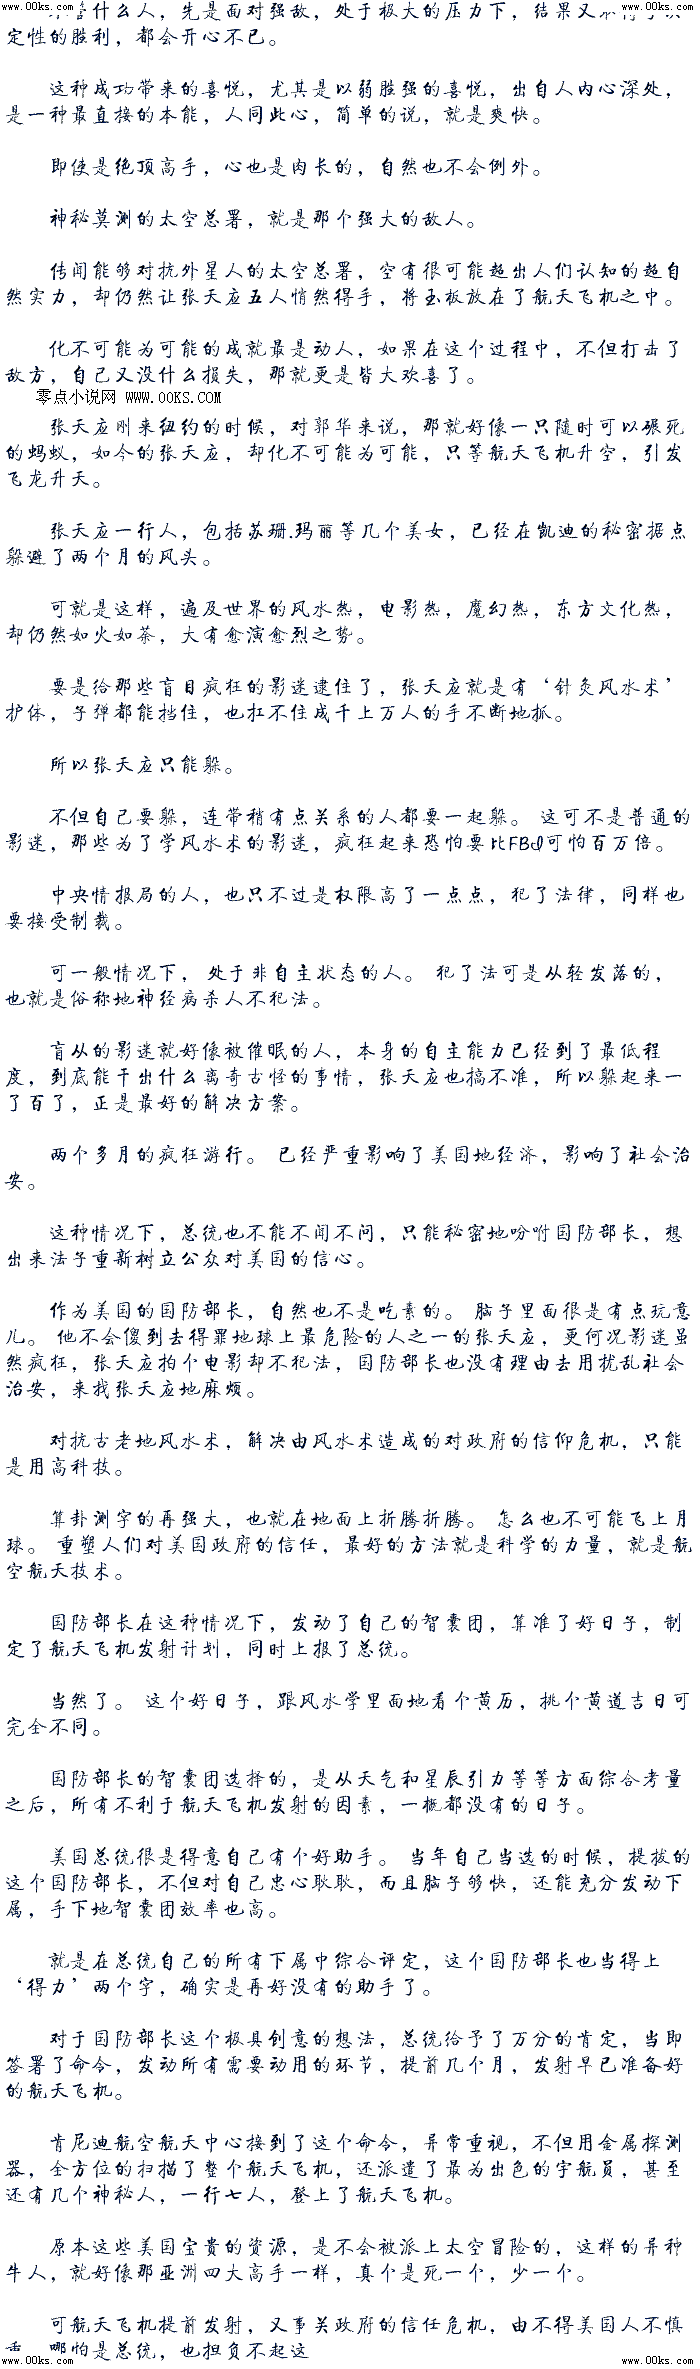 www.00ks.com www.00ks.com
什么人，先是面对强敌，处于极大的压力下，结果又
定性的胜利，都会开心不已。
这种成功带来的喜悦，尤其是以弱胜强的喜悦，出自人内心深处，
是一种最直接的本能，人同此心，简单的说，就是爽快。
即使是绝顶高手，心也是肉长的，自然也不会例外。
神秘莫测的太空总署，就是那个强大的敌人。
传闻能够对抗外星人的太空总署，空有很可能超出人们认知的超自
然实力，却仍然让张天应五人悄然得手，将玉板放在了航天飞机之中。
化不可能为可能的成就最是动人，如果在这个过程中，不但打击了
敌方，自己又没什么损失，那就更是皆大欢喜了。
零点小说网 www.00KS.com
张天应刚来纽约的时候，对郭华来说，那就好像一只随时可以碾死
的蚂蚁，如今的张天应，却化不可能为可能，只等航天飞机升空，引发
飞龙升天。
张天应一行人，包括苏珊.玛丽等几个美女，已经在凯迪的秘密据点
躲避了两个月的风头。
可就是这样，遍及世界的风水热，电影热，魔幻热，东方文化热，
却仍然如火如荼，大有愈演愈烈之势。
要是给那些盲目疯狂的影迷逮住了，张天应就是有‘针灸风水术’
护体，子弹都能挡住，也扛不住成千上万人的手不断地抓。
所以张天应只能躲。
不但自己要躲，连带稍有点关系的人都要一起躲。 这可不是普通的
影迷，那些为了学风水术的影迷，疯狂起来恐怕要比FBI可怕百万倍。
中央情报局的人，也只不过是权限高了一点点，犯了法律，同样也
要接受制裁。
可一般情况下， 处于非自主状态的人。 犯了法可是从轻发落的，
也就是俗称地神经病杀人不犯法。
盲从的影迷就好像被催眠的人，本身的自主能力已经到了最低程
度，到底能干出什么离奇古怪的事情，张天应也搞不准，所以躲起来一
了百了，正是最好的解决方案。
两个多月的疯狂游行。 已经严重影响了美国地经济，影响了社会治
安。
这种情况下，总统也不能不闻不问，只能秘密地吩咐国防部长，想
出来法子重新树立公众对美国的信心。
作为美国的国防部长，自然也不是吃素的。 脑子里面很是有点玩意
儿。 他不会傻到去得罪地球上最危险的人之一的张天应，更何况影迷虽
然疯狂，张天应拍个电影却不犯法，国防部长也没有理由去用扰乱社会
治安，来找张天应地麻烦。
对抗古老地风水术，解决由风水术造成的对政府的信仰危机，只能
是用高科技。
算卦测字的再强大，也就在地面上折腾折腾。 怎么也不可能飞上月
球。 重塑人们对美国政府的信任，最好的方法就是科学的力量，就是航
空航天技术。
国防部长在这种情况下，发动了自己的智囊团，算准了好日子，制
定了航天飞机发射计划，同时上报了总统。
当然了。 这个好日子，跟风水学里面地看个黄历，挑个黄道吉日可
完全不同。
国防部长的智囊团选择的，是从天气和星辰引力等等方面综合考量
之后，所有不利于航天飞机发射的因素，一概都没有的日子。
美国总统很是得意自己有个好助手。 当年自己当选的时候，提拔的
这个国防部长，不但对自己忠心耿耿，而且脑子够快，还能充分发动下
属，手下地智囊团效率也高。
就是在总统自己的所有下属中综合评定，这个国防部长也当得上
‘得力’两个字，确实是再好没有的助手了。
对于国防部长这个极具创意的想法，总统给予了万分的肯定，当即
签署了命令，发动所有需要动用的环节，提前几个月，发射早已准备好
的航天飞机。
肯尼迪航空航天中心接到了这个命令，异常重视，不但用金属探测
器，全方位的扫描了整个航天飞机，还派遣了最为出色的宇航员，甚至
还有几个神秘人，一行七人，登上了航天飞机。
原本这些美国宝贵的资源，是不会被派上太空冒险的，这样的异种
牛人，就好像那亚洲四大高手一样，真个是死一个，少一个。
可航天飞机提前发射，又事关政府的信任危机，由不得美国人不慎
哪怕是总统，也担负不起这
www.00ks.com www.00ks.com